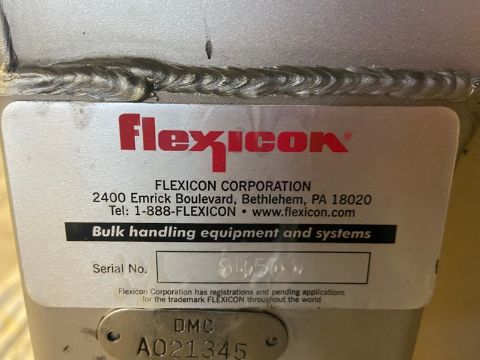 flexicon®
FLEXICON CORPORATION
2400 Emrick Boulevard, Bethlehem, PA 18020
Tel: 1-888-FLEXICON • www.flexicon.com
Bulk handling equipment and systems
Serial No.
Flexicon Corporation has registrations and pending applications
for the trademark FLEXICON throughout the world
DMC
A021345